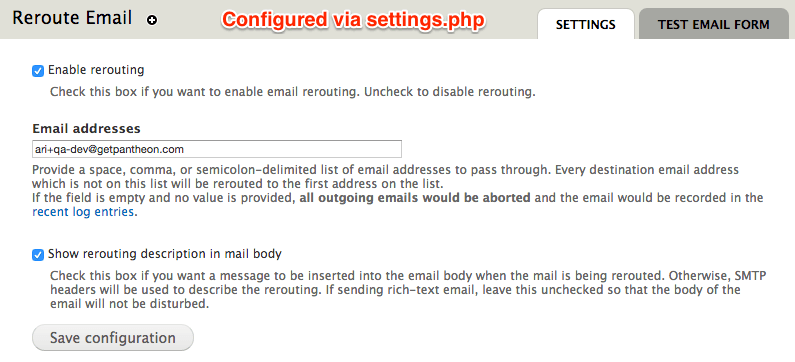 Reroute Email
Configured via settings.php
SETTINGS
TEST EMAIL FORM
Enable rerouting
Check this box if you want to enable email rerouting. Uncheck to disable rerouting.
Email addresses
ari+qa-dev@getpantheon.com
Provide a space, comma, or semicolon-delimited list of email addresses to pass through. Every destination email address
which is not on this list will be rerouted to the first address on the list.
If the field is empty and no value is provided, all outgoing emails would be aborted and the email would be recorded in the
recent log entries.
Show rerouting description in mail body
Check this box if you want a message to be inserted into the email body when the mail is being rerouted. Otherwise, SMTP
headers will be used to describe the rerouting. If sending rich-text email, leave this unchecked so that the body of the
email will not be disturbed.
Save configuration